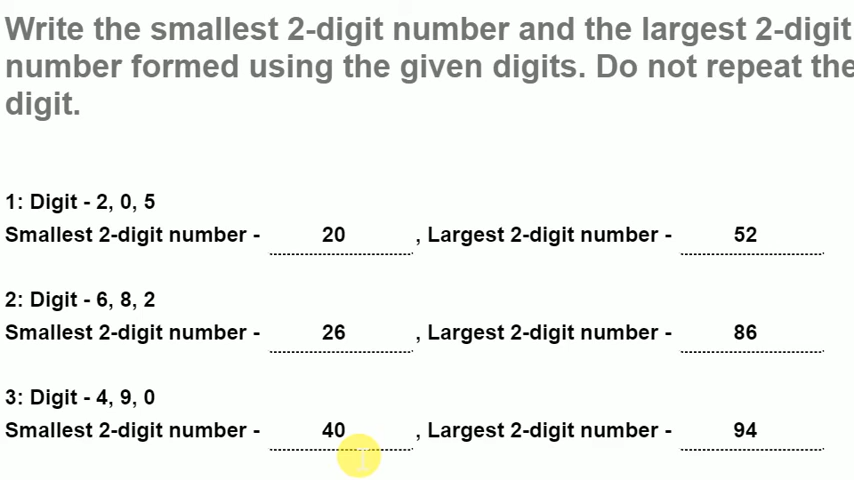 Write the smallest 2-digit number and the largest 2-digit
number formed using the given digits. Do not repeat the
digit.
1: Digit - 2, 0, 5
Smallest 2-digit number - 20 , Largest 2-digit number - 52
2: Digit - 6, 8, 2
Smallest 2-digit number - 26 , Largest 2-digit number - 86
3: Digit - 4, 9, 0
Smallest 2-digit number - 40 , Largest 2-digit number - 94